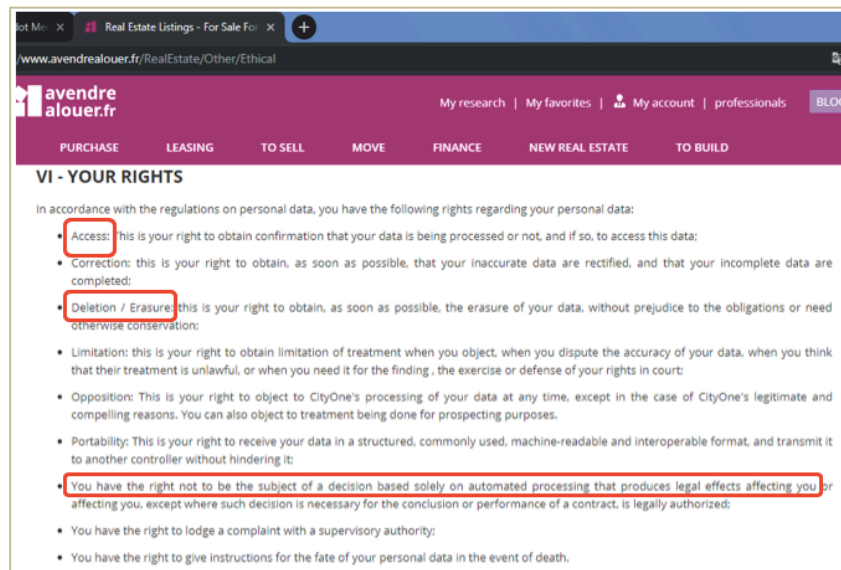 lot Me
Real Estate Listings - For Sale For
/www.avendrealouer.fr/RealEstate/Other/Ethical
avendre
alouer.fr
My research | My favorites | My account | professionals BLO
PURCHASE LEASING TO SELL MOVE FINANCE NEW REAL ESTATE TO BUILD
VI - YOUR RIGHTS
In accordance with the regulations on personal data, you have the following rights regarding your personal data:
• Access: This is your right to obtain confirmation that your data is being processed or not, and if so, to access this data;
• Correction: this is your right to obtain, as soon as possible, that your inaccurate data are rectified, and that your incomplete data are
completed;
• Deletion / Erasure: this is your right to obtain, as soon as possible, the erasure of your data, without prejudice to the obligations or need
otherwise conservation;
• Limitation: this is your right to obtain limitation of treatment when you object, when you dispute the accuracy of your data, when you think
that their treatment is unlawful, or when you need it for the finding , the exercise or defense of your rights in court;
• Opposition: This is your right to object to CityOne's processing of your data at any time, except in the case of CityOne's legitimate and
compelling reasons. You can also object to treatment being done for prospecting purposes.
• Portability: This is your right to receive your data in a structured, commonly used, machine-readable and interoperable format, and transmit it
to another controller without hindering it;
• You have the right not to be the subject of a decision based solely on automated processing that produces legal effects affecting you or
affecting you, except where such decision is necessary for the conclusion or performance of a contract, is legally authorized;
• You have the right to lodge a complaint with a supervisory authority;
• You have the right to give instructions for the fate of your personal data in the event of death.